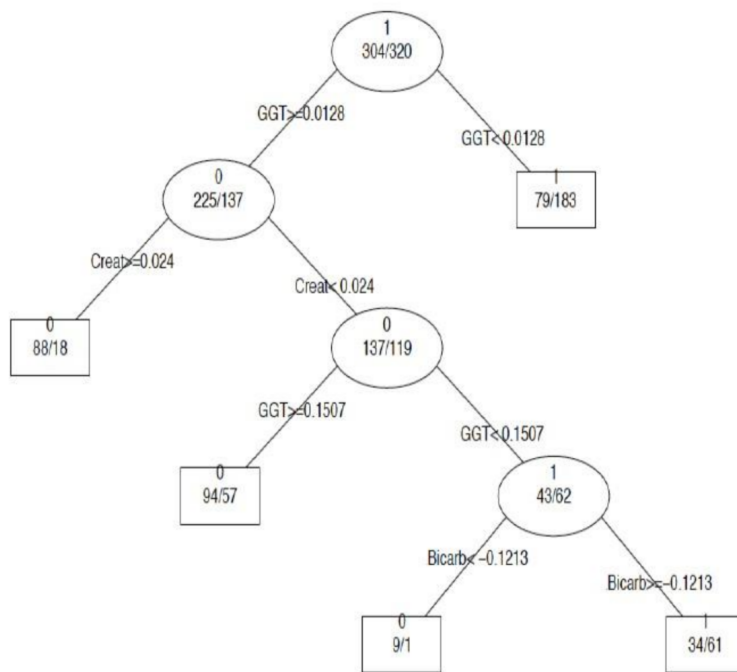 1
304/320
GGT>=0.0128
GGT< 0.0128
0
225/137
1
79/183
Creat>=0.024
Creat< 0.024
0
88/18
0
137/119
GGT>=0.1507
GGT< 0.1507
0
94/57
1
43/62
Bicarb< -0.1213
Bicarb>=-0.1213
0
9/1
1
34/61